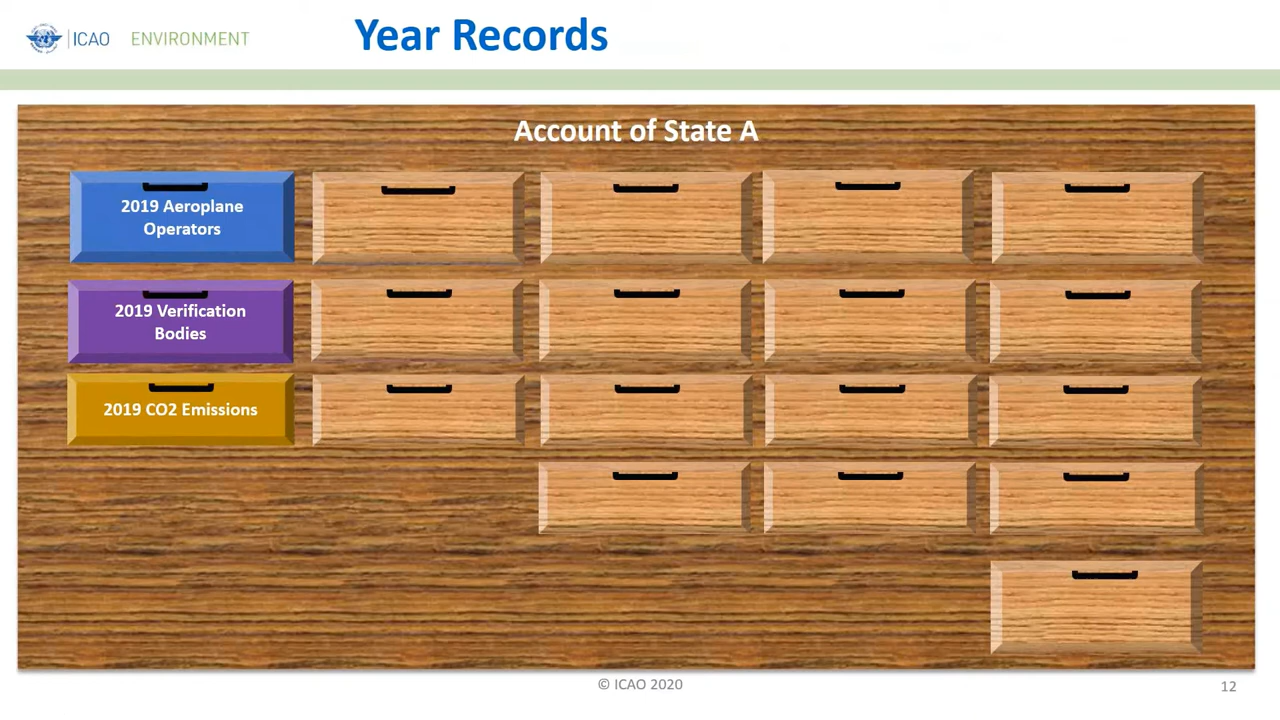 ICAO ENVIRONMENT
Year Records
Account of State A
2019 Aeroplane
Operators
2019 Verification
Bodies
2019 CO2 Emissions
© ICAO 2020
12